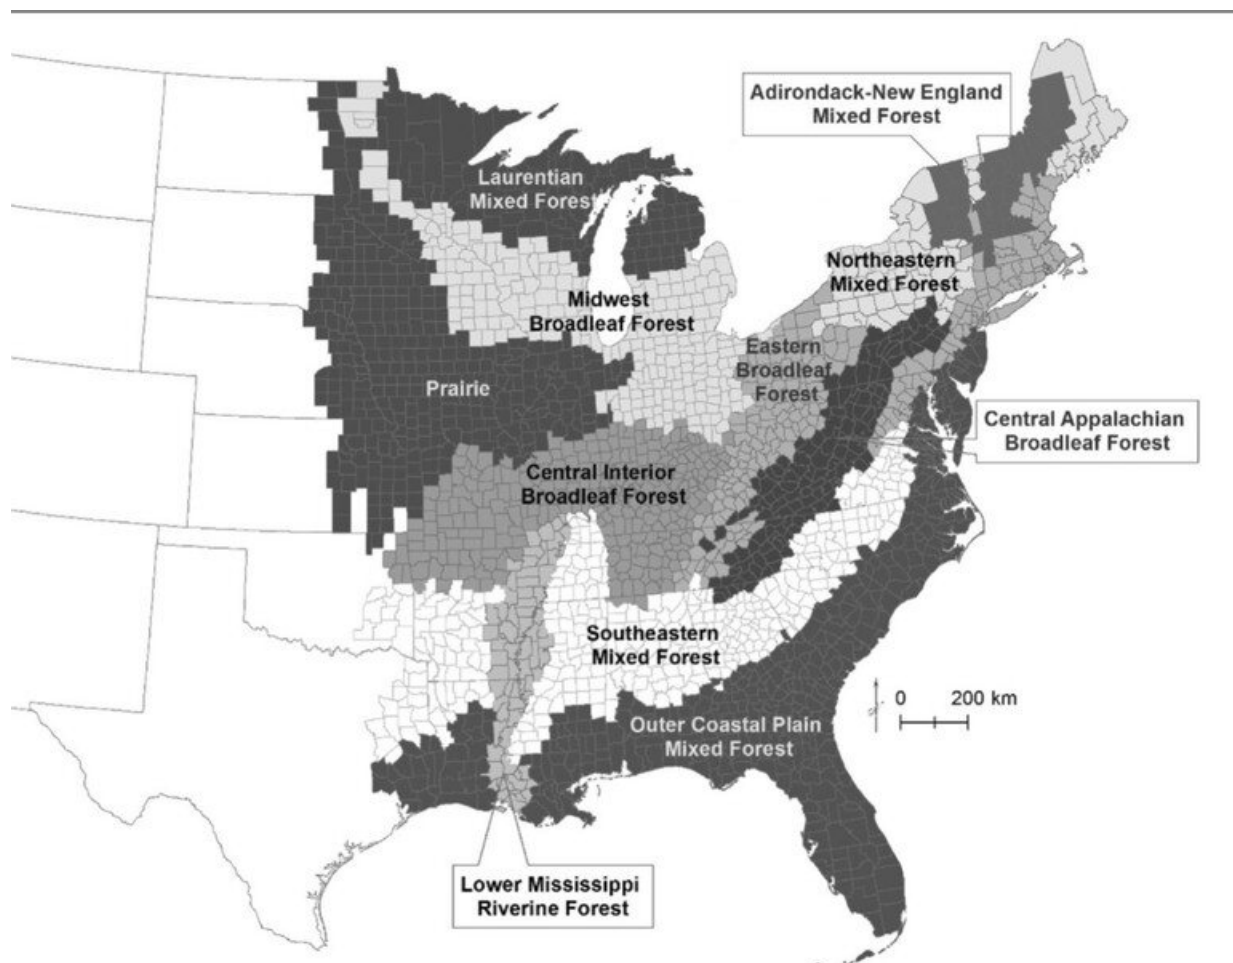 Adirondack-New England
Mixed Forest
Laurentian
Mixed Forest
Northeastern
Mixed Forest
Midwest
Broadleaf Forest
Eastern
Broadleaf
Forest
Prairie
Central Appalachian
Broadleaf Forest
Central Interior
Broadleaf Forest
Southeastern
Mixed Forest
0 200 km
Outer Coastal Plain
Mixed Forest
Lower Mississippi
Riverine Forest